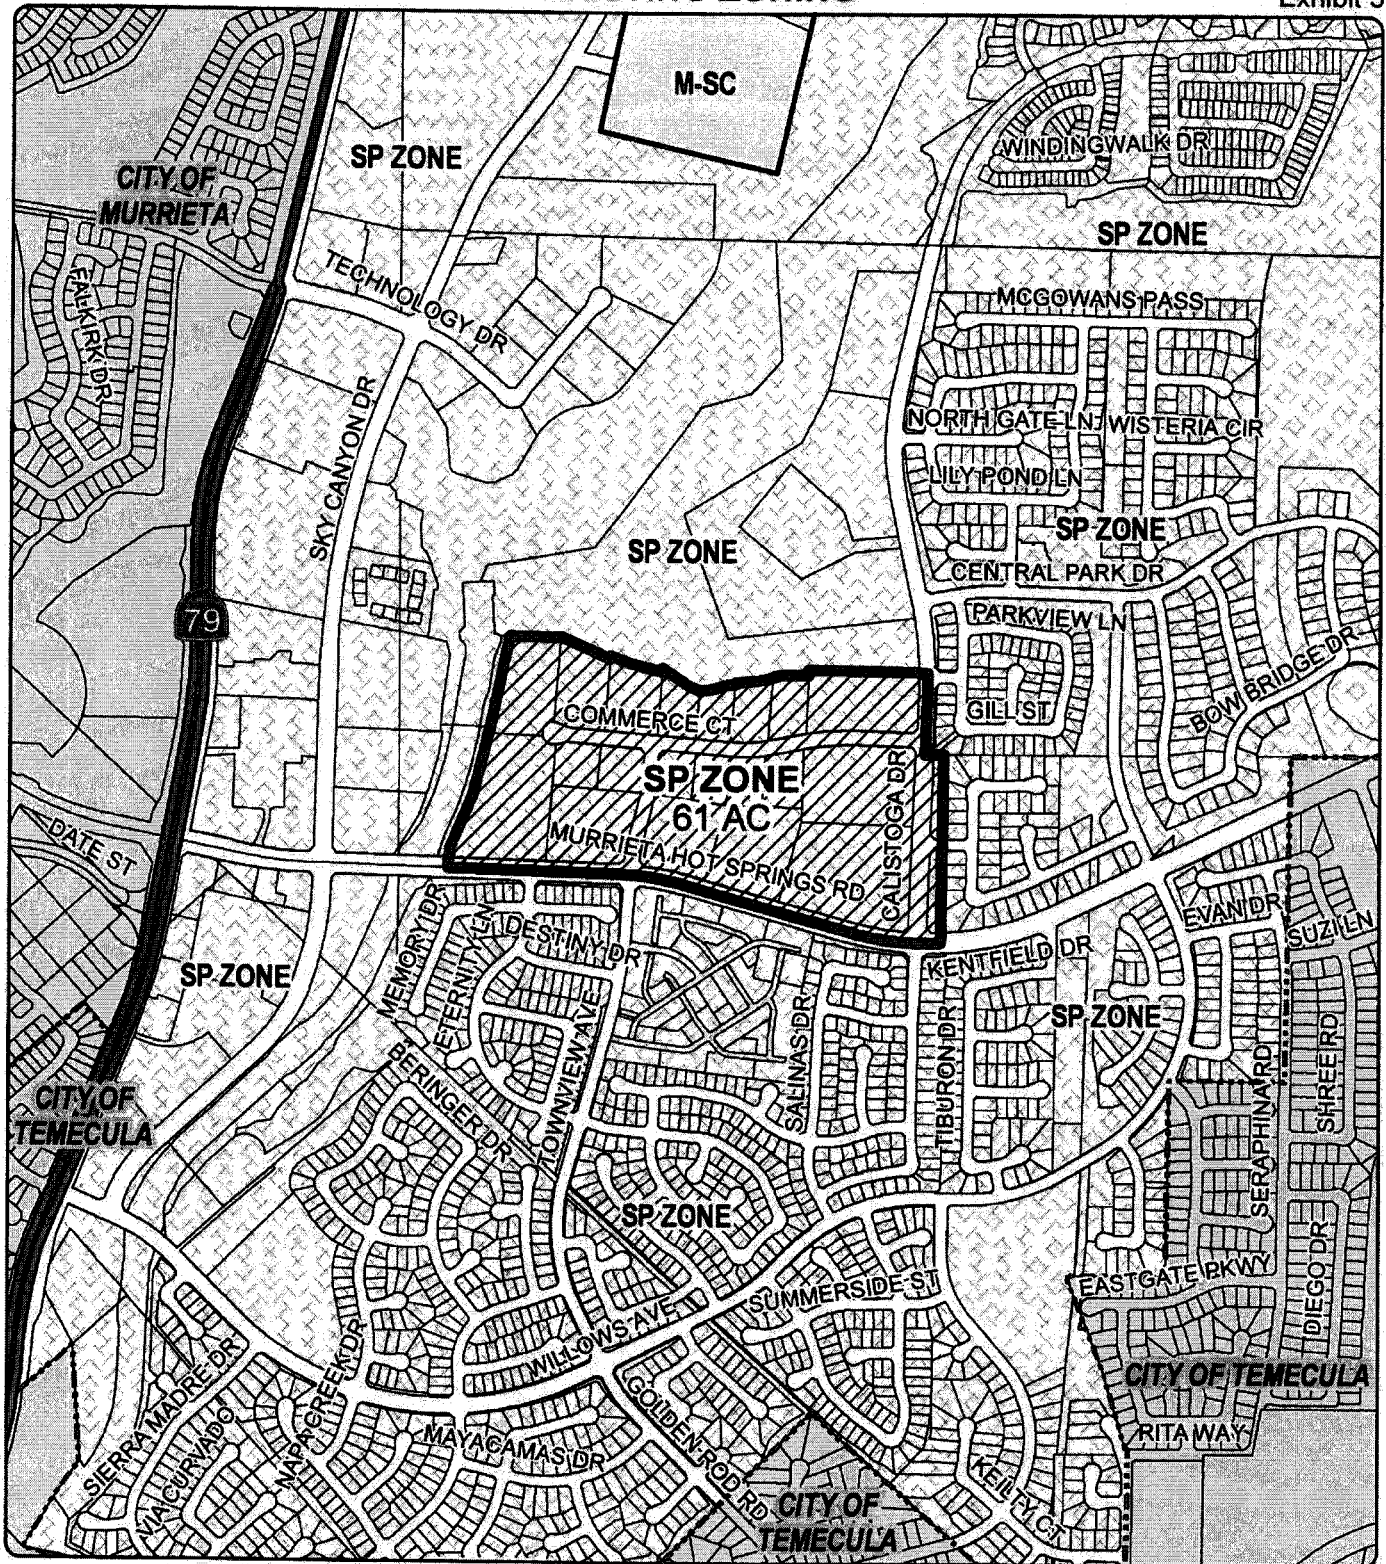 M-SC
SP ZONE
CITY OF
MURRIETA
WINDINGWALK DR
SP ZONE
TECHNOLOGY DR
FALKIRK DR
MCGOWANS PASS
SKY CANYON DR
NORTH GATE LN
WISTERIA CIR
LILY POND LN
SP ZONE
SP ZONE
CENTRAL PARK DR
PARKVIEW LN
79
BOW BRIDGE DR
GILL ST
COMMERCE CT
SP ZONE
61 AC
CALISTOGA DR
MURRIETA HOT SPRINGS RD
DATE ST
MEMORY DR
ETERNITY LN
DESTINY DR
EVAN DR
SUZI LN
KENTFIELD DR
SP ZONE
SALINAS DR
TIBURON DR
SP ZONE
TOWNVIEW AVE
BERINGER DR
SERAPHINA RD
SHREE RD
CITY OF
TEMECULA
SP ZONE
EASTGATE PKWY
DIEGO DR
SUMMERSIDE ST
WILLOWS AVE
SIERRA MADRE DR
VIA CURVADO
NAPA CREEK DR
GOLDEN ROD RD
CITY OF TEMECULA
MAYACAMAS DR
RITA WAY
KEILTY CT
CITY OF
TEMECULA